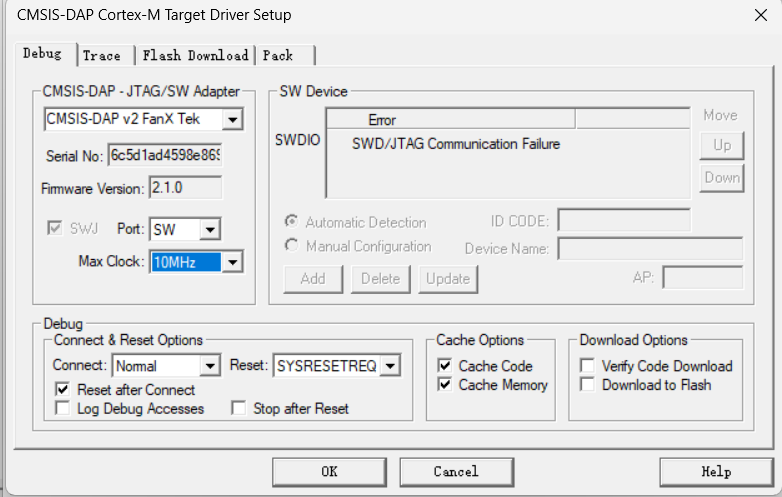 CMSIS-DAP Cortex-M Target Driver Setup
Debug Trace Flash Download Pack
CMSIS-DAP - JTAG/SW Adapter
CMSIS-DAP v2 FanX Tek
Serial No: 6c5d1ad4598e869
Firmware Version: 2.1.0
SWJ Port: SW
Max Clock: 10MHz
SW Device
Error
SWDIO SWD/JTAG Communication Failure
Move
Up
Down
Automatic Detection ID CODE:
Manual Configuration Device Name:
Add Delete Update AP:
Debug
Connect & Reset Options
Connect: Normal Reset: SYSRESETREQ
Reset after Connect
Log Debug Accesses Stop after Reset
Cache Options
Cache Code
Cache Memory
Download Options
Verify Code Download
Download to Flash
OK Cancel Help